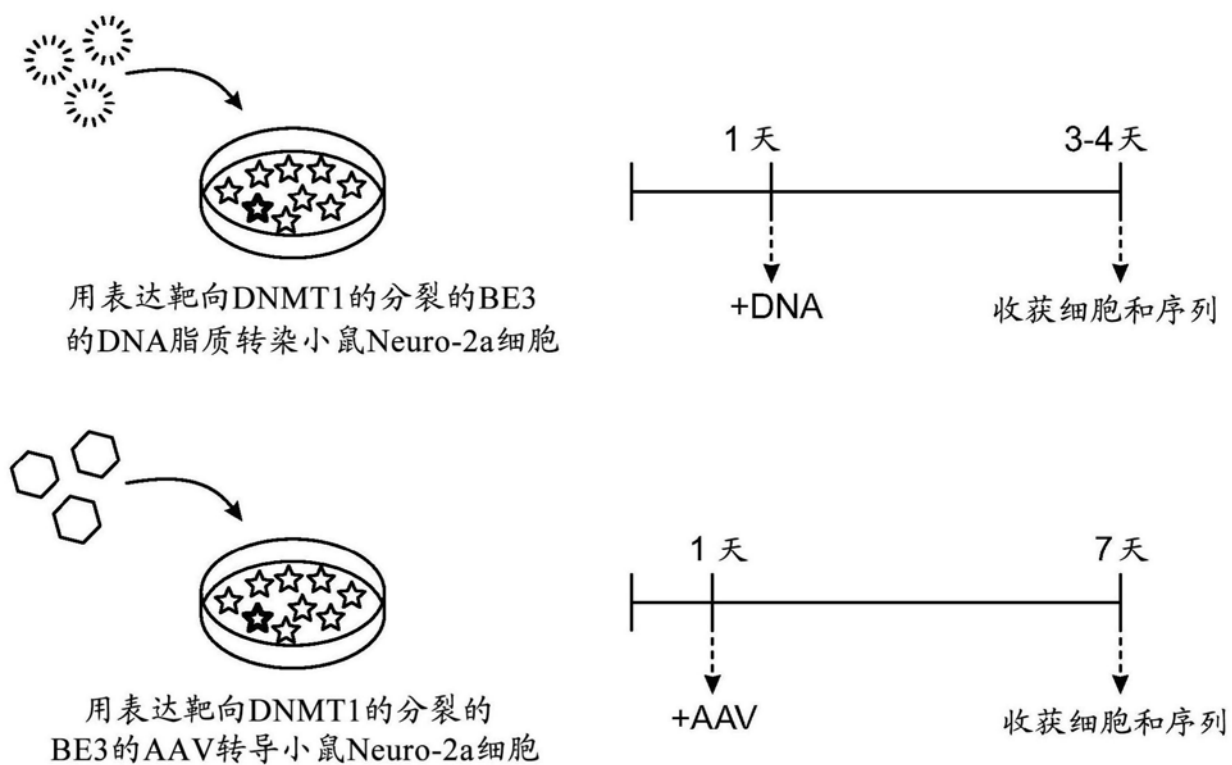 1 天
3-4 天
+DNA
收获细胞和序列
用表达靶向DNMT1的分裂的BE3
的DNA脂质转染小鼠Neuro-2a细胞
1 天
7 天
+AAV
收获细胞和序列
用表达靶向DNMT1的分裂的
BE3的AAV转导小鼠Neuro-2a细胞